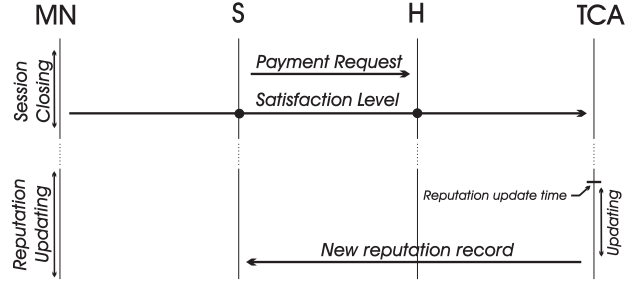 MN S H TCA
Payment Request
Session
Closing
Satisfaction Level
Reputation
Updating
Reputation update time
Updating
New reputation record